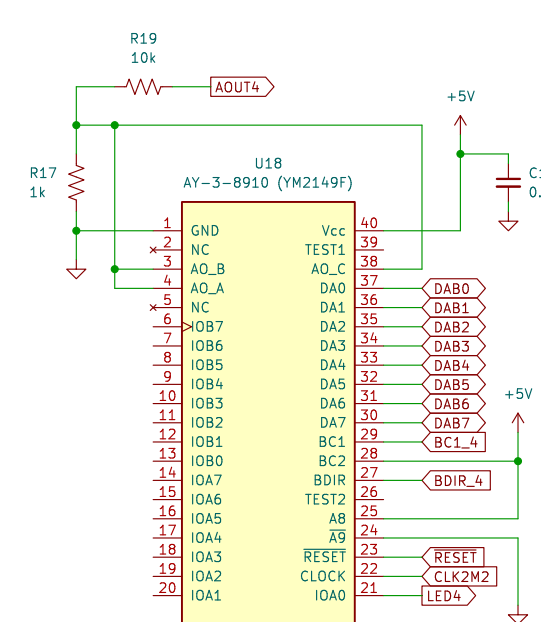 R19
10k
AOUT4
+5V
R17
1k
U18
AY-3-8910 (YM2149F)
1 GND Vcc 40
2 NC TEST1 39
3 AO_B AO_C 38
4 AO_A DA0 37 DAB0
5 NC DA1 36 DAB1
6 IOB7 DA2 35 DAB2
7 IOB6 DA3 34 DAB3
8 IOB5 DA4 33 DAB4
9 IOB4 DA5 32 DAB5
10 IOB3 DA6 31 DAB6
11 IOB2 DA7 30 DAB7
12 IOB1 BC1 29 BC1_4
13 IOB0 BC2 28
14 IOA7 BDIR 27 BDIR_4
15 IOA6 TEST2 26
16 IOA5 A8 25
17 IOA4 A9 24
18 IOA3 RESET 23 RESET
19 IOA2 CLOCK 22 CLK2M2
20 IOA1 IOA0 21 LED4
+5V